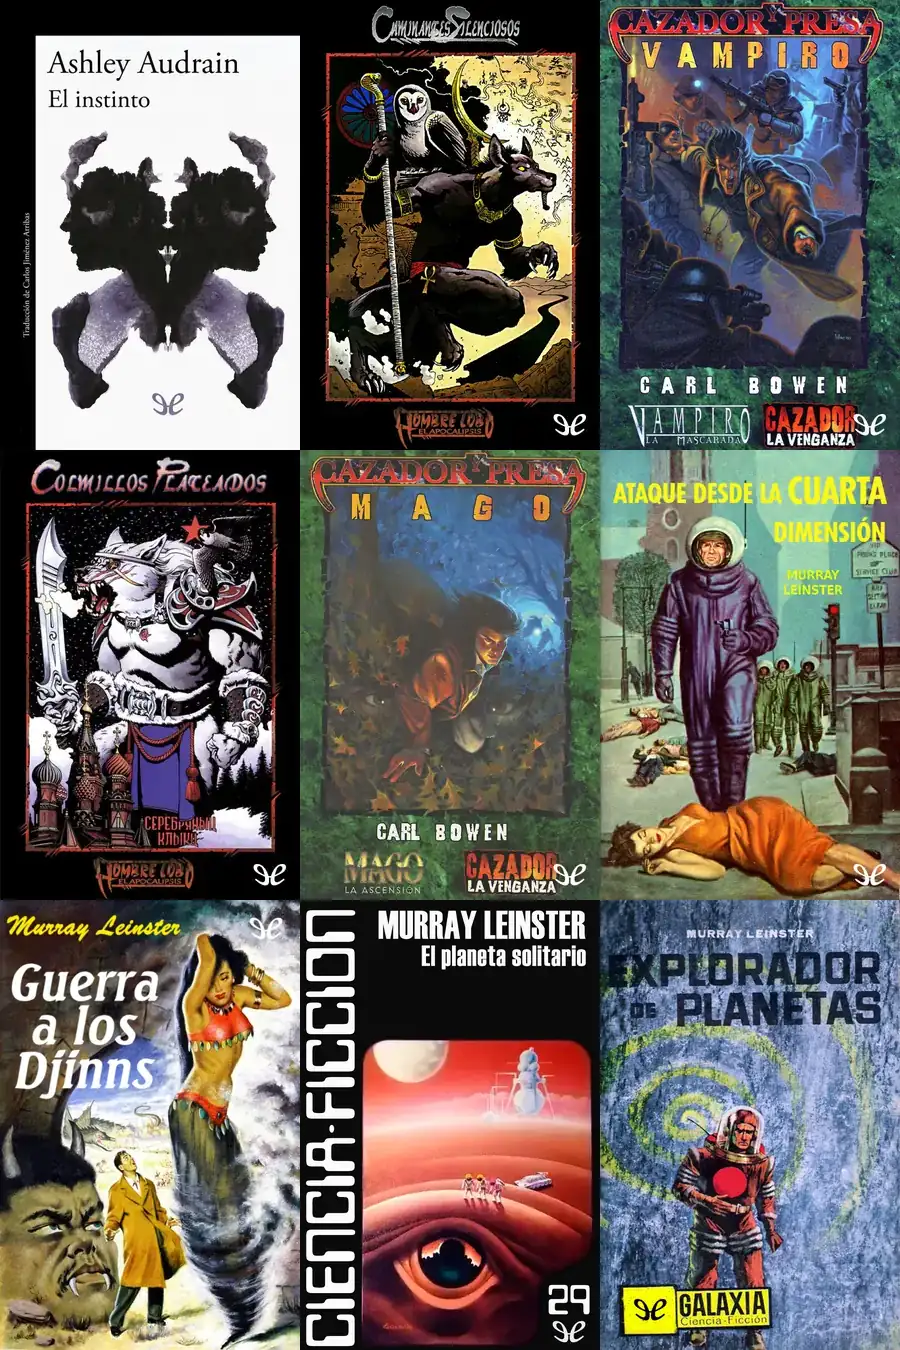 Ashley Audrain
El instinto
Traducción de Carlos Jiménez Arribas
Caminantes Silenciosos
HOMBRE LOBO
EL APOCALIPSIS
CAZADOR Y PRESA
VAMPIRO
CARL BOWEN
VAMPIRO
LA MASCARADA
CAZADOR
LA VENGANZA
COLMILLOS PLATEADOS
СЕРЕБРЯНЫЕ
КЛЫКИ
HOMBRE LOBO
EL APOCALIPSIS
CAZADOR Y PRESA
MAGO
CARL BOWEN
MAGO
LA ASCENSIÓN
CAZADOR
LA VENGANZA
ATAQUE DESDE LA CUARTA
DIMENSIÓN
MURRAY
LEINSTER
Murray Leinster
Guerra
a los
Djinns
CIENCIA-FICCION
MURRAY LEINSTER
El planeta solitario
29
MURRAY LEINSTER
EXPLORADOR
DE PLANETAS
GALAXIA
Ciencia-Ficción